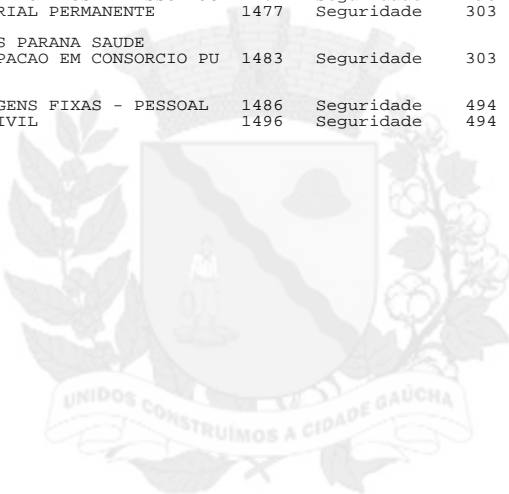 RIAL PERMANENTE 1477 Seguridade 303
S PARANA SAUDE
PACAO EM CONSORCIO PU 1483 Seguridade 303
GENS FIXAS - PESSOAL 1486 Seguridade 494
IVIL 1496 Seguridade 494
UNIDOS CONSTRUÍMOS A CIDADE GAÚCHA